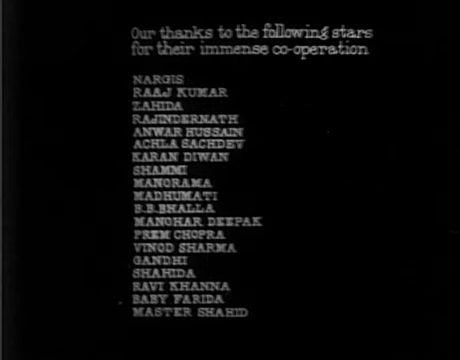 Our thanks to the following stars
for their immense co-operation
NARGIS
RAAJ KUMAR
ZAHIDA
RAJINDERNATH
ANWAR HUSSAIN
ACHLA SACHDEV
KARAN DIWAN
SHAMMI
MANORAMA
MADHUMATI
B.B.BHALLA
MANOHAR DEEPAK
PREM CHOPRA
VINOD SHARMA
GANDHI
SHAHIDA
RAVI KHANNA
BABY FARIDA
MASTER SHAHID